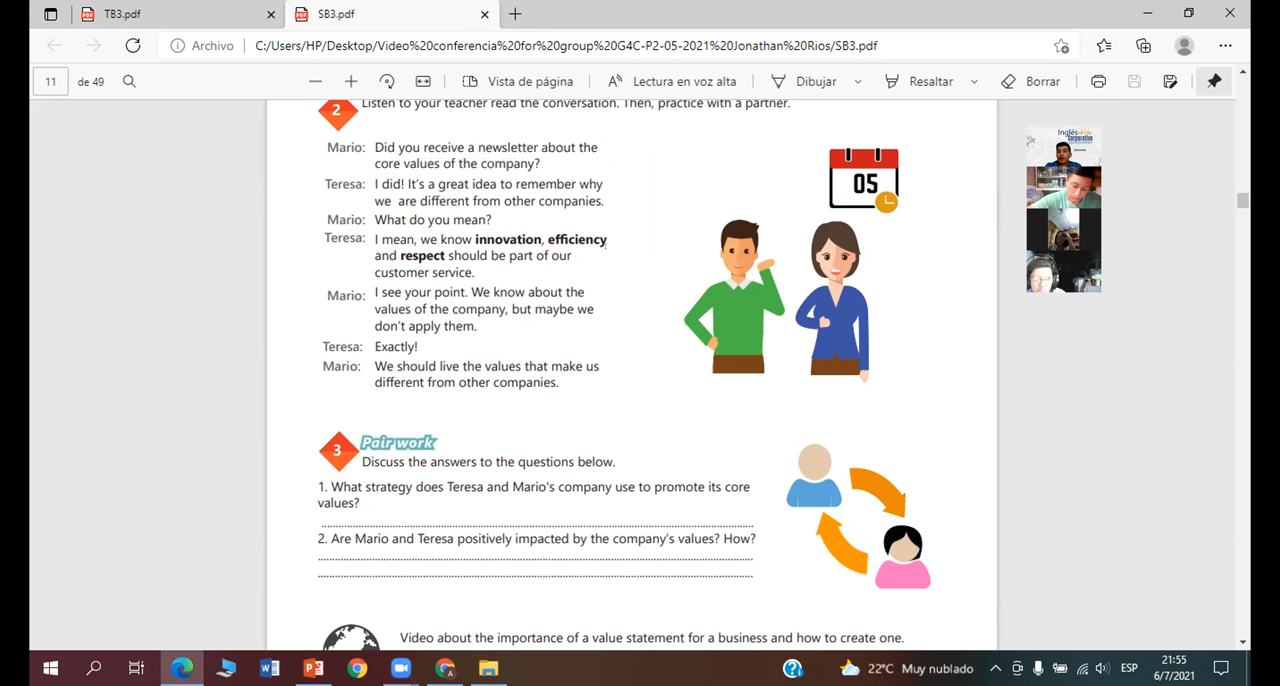 TB3.pdf
SB3.pdf
Archivo
C:/Users/HP/Desktop/Video%20conferencia%20for%20group%20G4C-P2-05-2021%20Jonathan%20Rios/SB3.pdf
11
de 49
Vista de página
Lectura en voz alta
Dibujar
Resaltar
Borrar
2
Listen to your teacher read the conversation. Then, practice with a partner.
Mario: Did you receive a newsletter about the
core values of the company?
Teresa: I did! It's a great idea to remember why
we are different from other companies.
Mario: What do you mean?
Teresa: I mean, we know innovation, efficiency
and respect should be part of our
customer service.
Mario: I see your point. We know about the
values of the company, but maybe we
don't apply them.
Teresa: Exactly!
Mario: We should live the values that make us
different from other companies.
05
3
Pair work
Discuss the answers to the questions below.
1. What strategy does Teresa and Mario's company use to promote its core
values?
2. Are Mario and Teresa positively impacted by the company's values? How?
Video about the importance of a value statement for a business and how to create one.
Inglés
Corporativo
22°C Muy nublado
ESP
21:55
6/7/2021